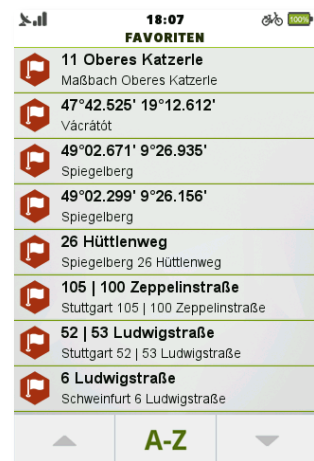 18:07
100%
FAVORITEN
11 Oberes Katzerle
Maßbach Oberes Katzerle
47°42.525' 19°12.612'
Vácrátót
49°02.671' 9°26.935'
Spiegelberg
49°02.299' 9°26.156'
Spiegelberg
26 Hüttlenweg
Spiegelberg 26 Hüttlenweg
105 | 100 Zeppelinstraße
Stuttgart 105 | 100 Zeppelinstraße
52 | 53 Ludwigstraße
Stuttgart 52 | 53 Ludwigstraße
6 Ludwigstraße
Schweinfurt 6 Ludwigstraße
A-Z